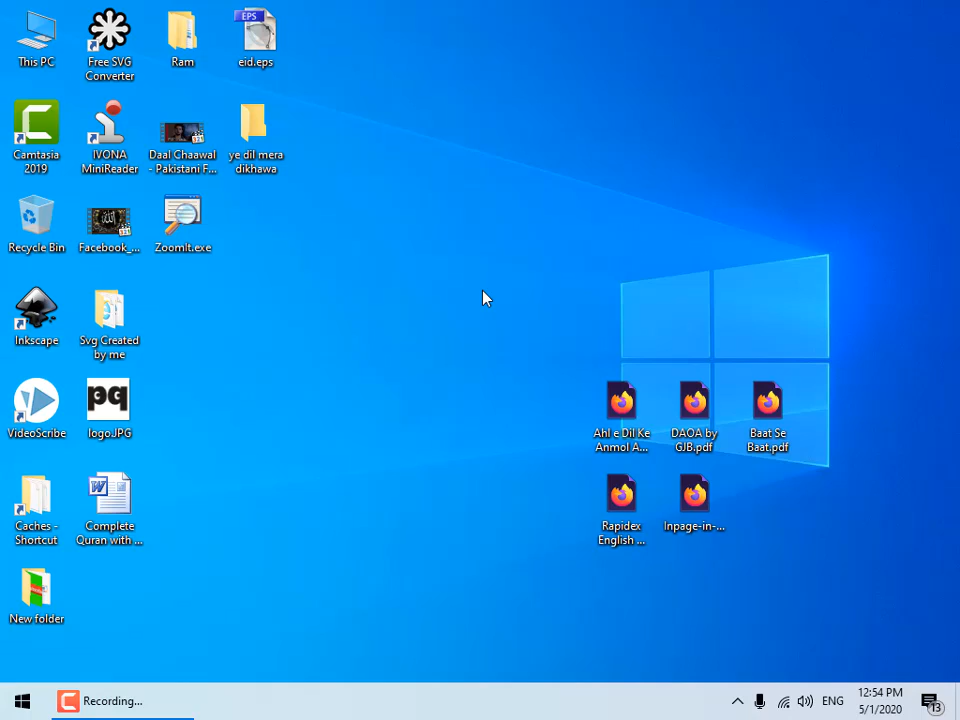 This PC
Free SVG
Converter
Ram
EPS
eid.eps
Camtasia
2019
IVONA
MiniReader
Daal Chaawal
- Pakistani F...
ye dil mera
dikhawa
Recycle Bin
Facebook_...
Zoomit.exe
Inkscape
Svg Created
by me
VideoScribe
pq
logo.JPG
Caches -
Shortcut
Complete
Quran with ...
New folder
Ahl e Dil Ke
Anmol A...
DAOA by
GJB.pdf
Baat Se
Baat.pdf
Rapidex
English ...
Inpage-in-...
Recording...
ENG
12:54 PM
5/1/2020
13